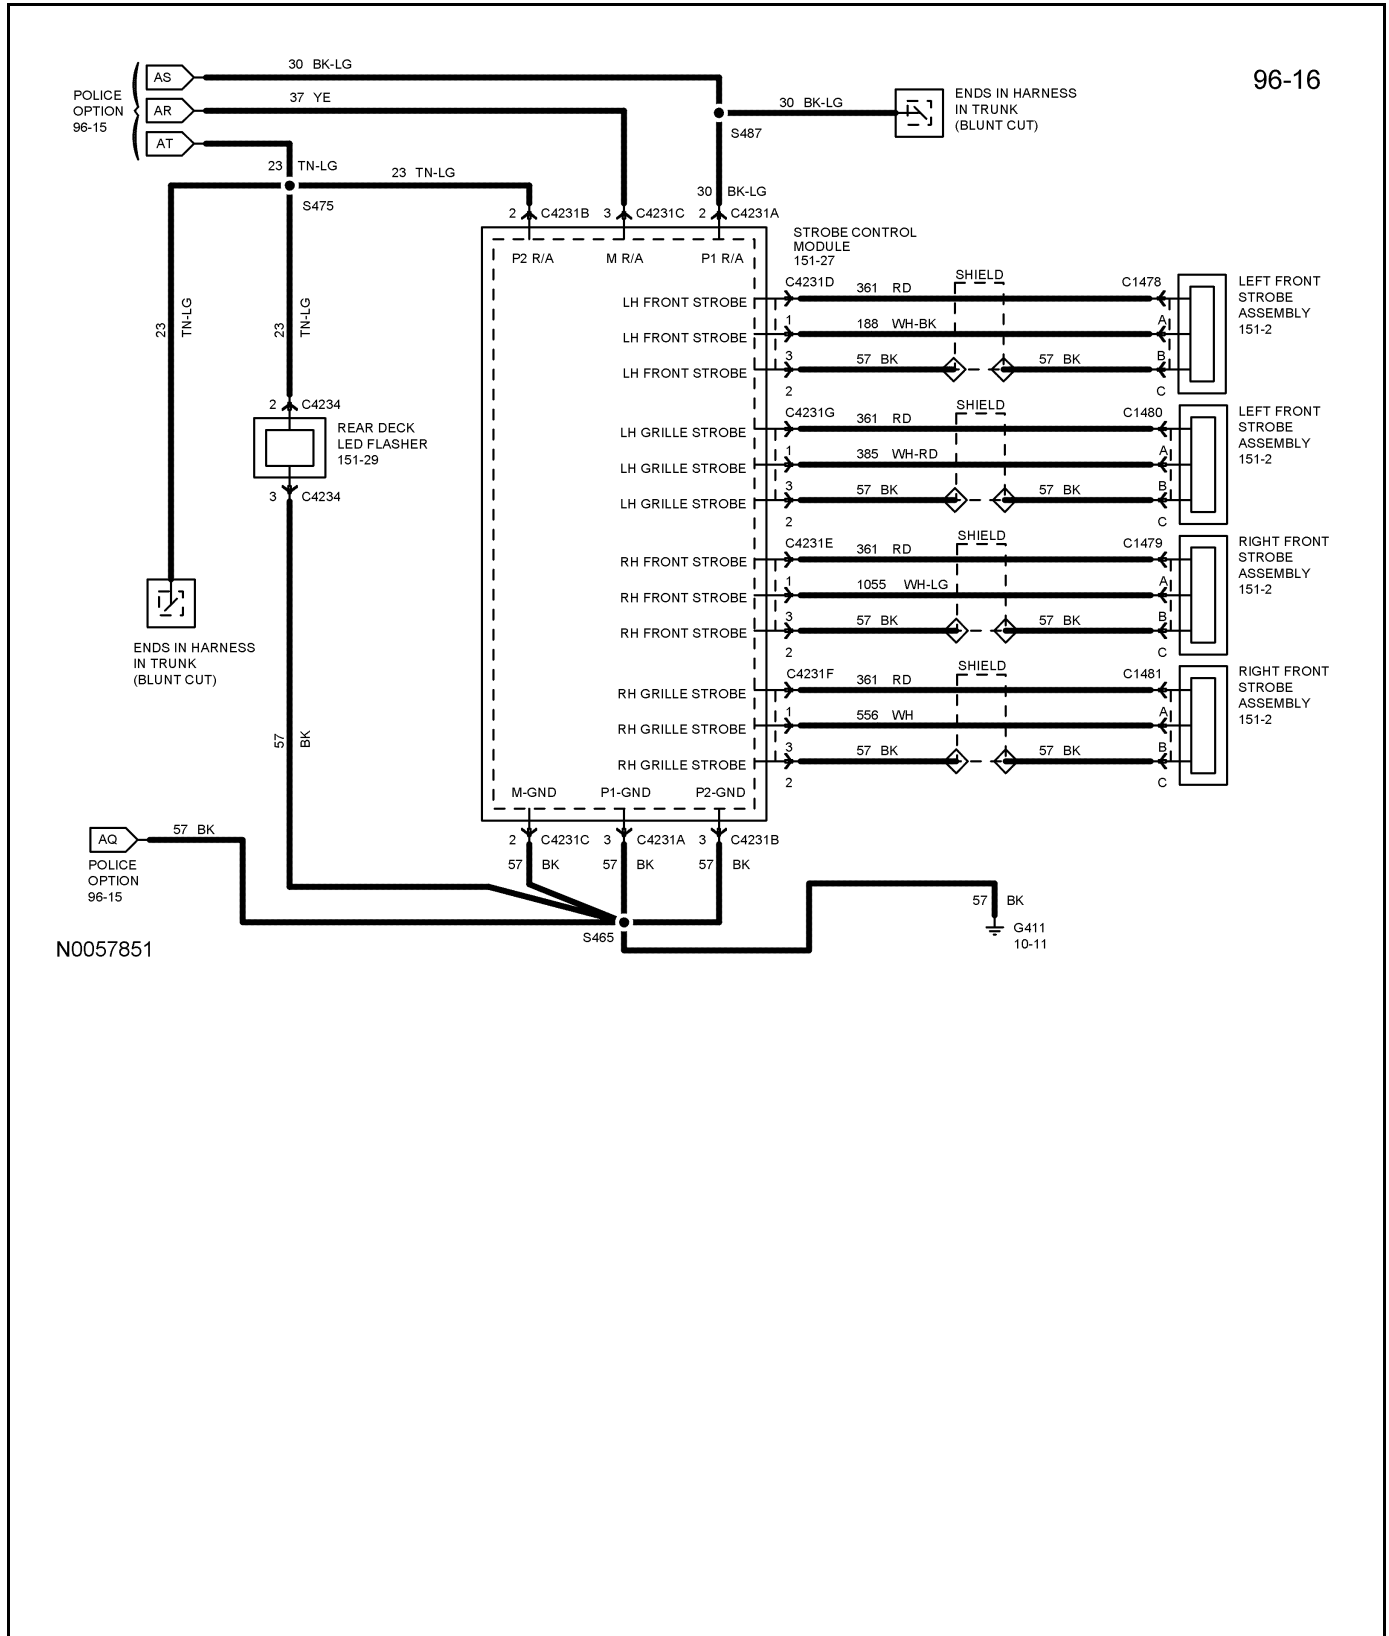 96-16
POLICE
OPTION
96-15
AS
30 BK-LG
AR
37 YE
AT
23 TN-LG
S475
23 TN-LG
30 BK-LG
S487
ENDS IN HARNESS
IN TRUNK
(BLUNT CUT)
30 BK-LG
2 C4231B
3 C4231C
2 C4231A
P2 R/A
M R/A
P1 R/A
STROBE CONTROL
MODULE
151-27
23 TN-LG
23 TN-LG
2 C4234
REAR DECK
LED FLASHER
151-29
3 C4234
ENDS IN HARNESS
IN TRUNK
(BLUNT CUT)
57 BK
LH FRONT STROBE
C4231D
361 RD
SHIELD
C1478
LEFT FRONT
STROBE
ASSEMBLY
151-2
LH FRONT STROBE
1
188 WH-BK
A
LH FRONT STROBE
3
57 BK
57 BK
B
2
C
LH GRILLE STROBE
C4231G
361 RD
SHIELD
C1480
LEFT FRONT
STROBE
ASSEMBLY
151-2
LH GRILLE STROBE
1
385 WH-RD
A
LH GRILLE STROBE
3
57 BK
57 BK
B
2
C
RH FRONT STROBE
C4231E
361 RD
SHIELD
C1479
RIGHT FRONT
STROBE
ASSEMBLY
151-2
RH FRONT STROBE
1
1055 WH-LG
A
RH FRONT STROBE
3
57 BK
57 BK
B
2
C
RH GRILLE STROBE
C4231F
361 RD
SHIELD
C1481
RIGHT FRONT
STROBE
ASSEMBLY
151-2
RH GRILLE STROBE
1
556 WH
A
RH GRILLE STROBE
3
57 BK
57 BK
B
2
C
M-GND
P1-GND
P2-GND
2 C4231C
3 C4231A
3 C4231B
57 BK
57 BK
57 BK
AQ
57 BK
POLICE
OPTION
96-15
S465
57 BK
G411
10-11
N0057851